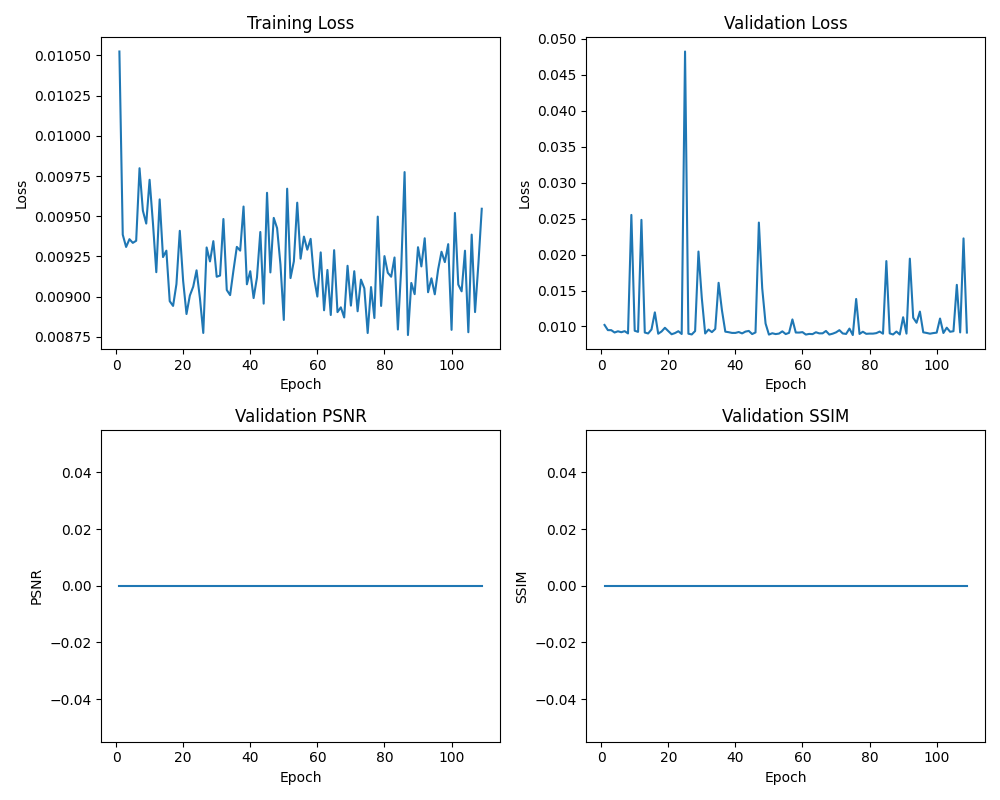 Training Loss
0.01050
0.01025
0.01000
0.00975
0.00950
0.00925
0.00900
0.00875
Loss
0 20 40 60 80 100
Epoch
Validation Loss
0.050
0.045
0.040
0.035
0.030
0.025
0.020
0.015
0.010
Loss
0 20 40 60 80 100
Epoch
Validation PSNR
0.04
0.02
0.00
−0.02
−0.04
PSNR
0 20 40 60 80 100
Epoch
Validation SSIM
0.04
0.02
0.00
−0.02
−0.04
SSIM
0 20 40 60 80 100
Epoch